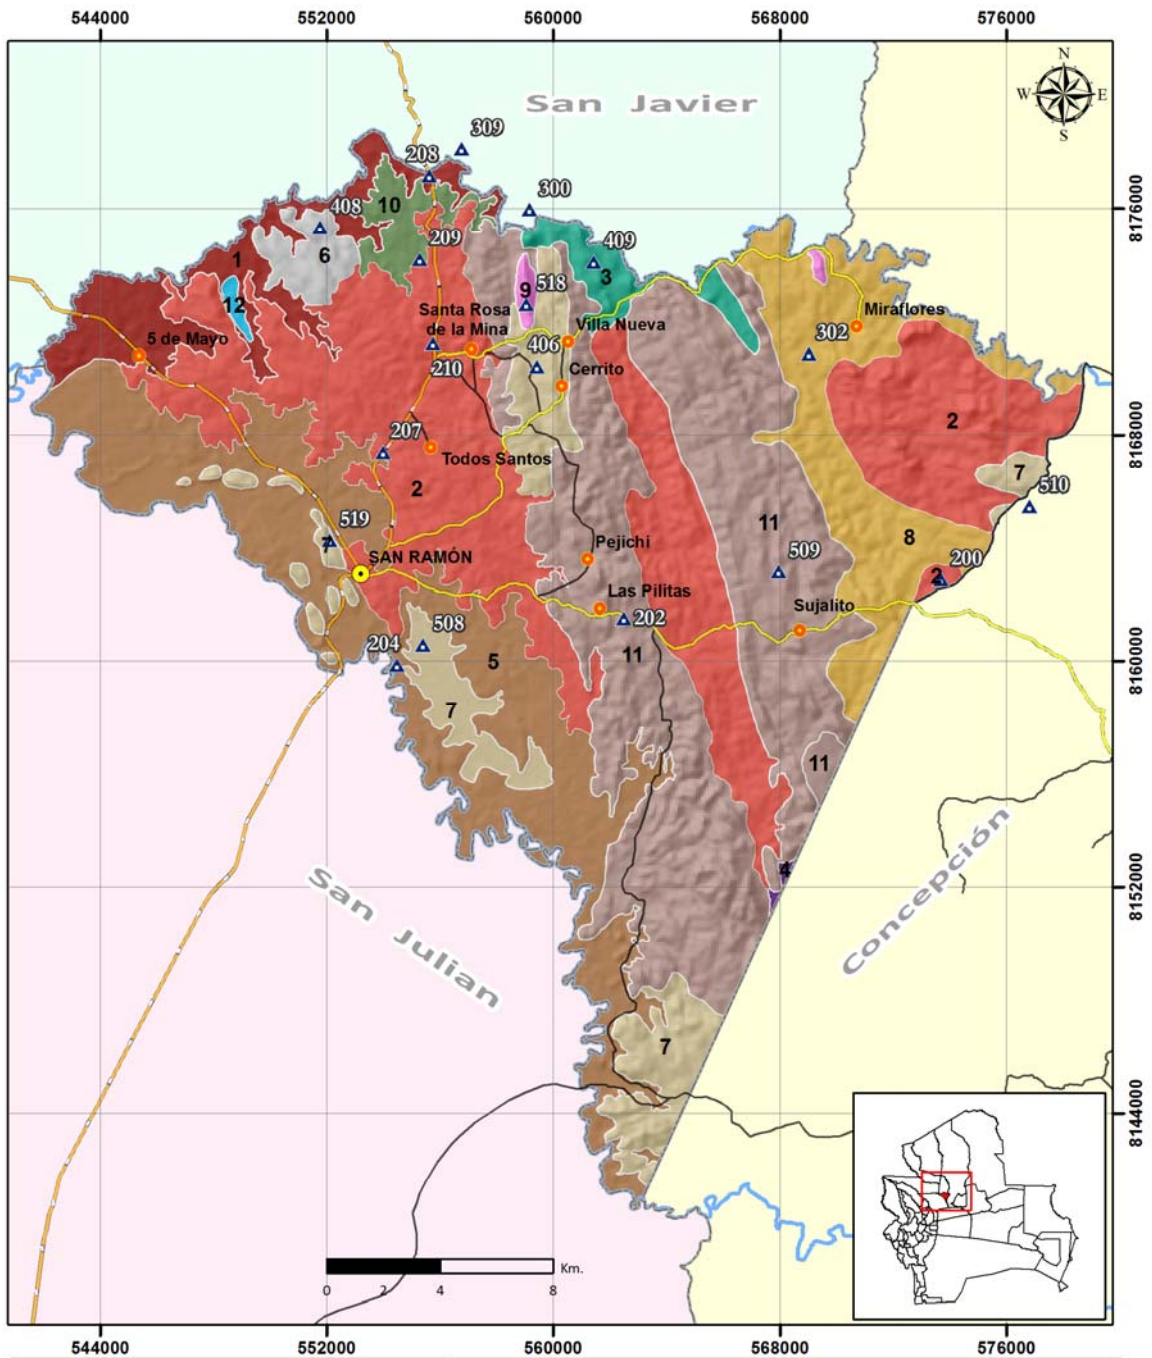 544000 552000 560000 568000 576000
N
W E
S
San Javier
309
208
300
8176000
408
10
209
409
1
6
3
12
9
518
Santa Rosa
de la Mina
Villa Nueva
Miraflores
5 de Mayo
302
406
210
Cerrito
2
8168000
207
Todos Santos
7
2
510
519
11
7
Pejichi
8
SAN RAMÓN
509
200
2
Las Pilitas
Sujalito
508
202
204
5
11
8160000
7
11
4
8152000
San Julian
Concepción
7
8144000
Km.
0 2 4 8
544000 552000 560000 568000 576000